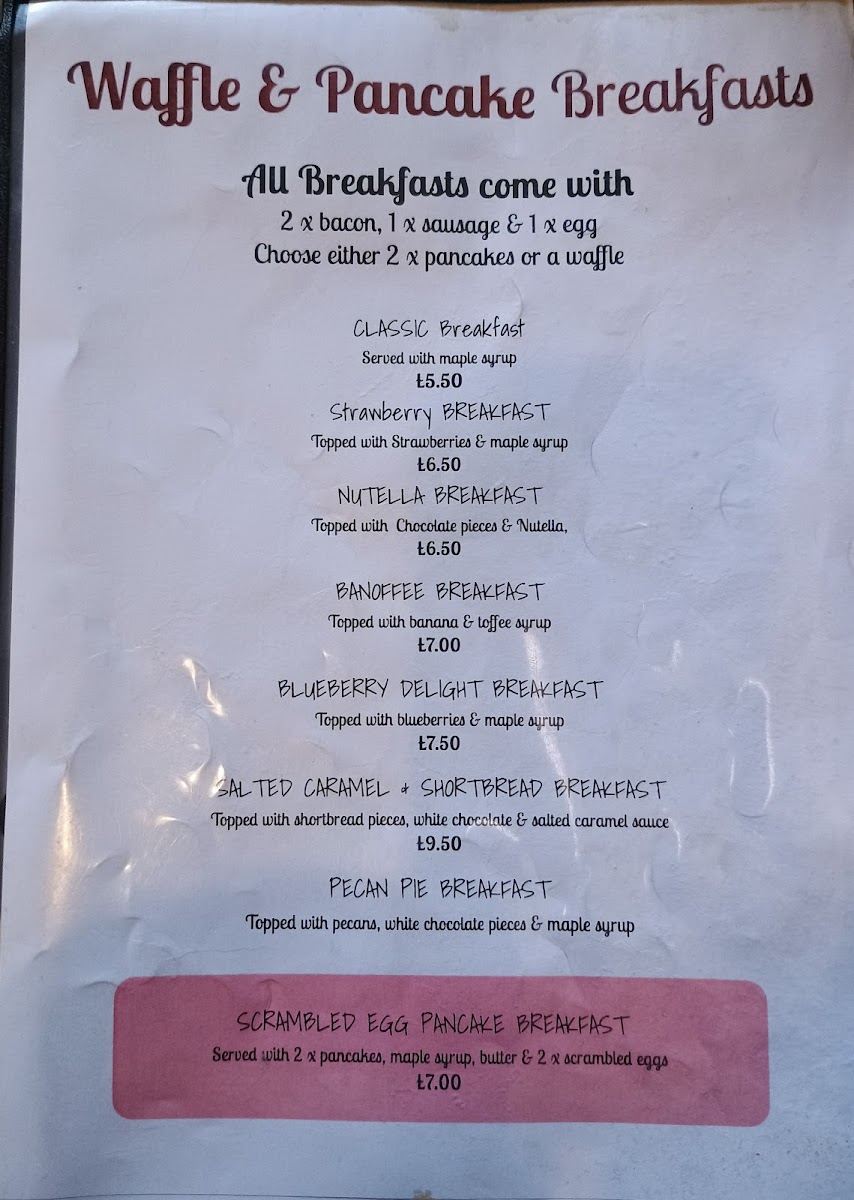 Waffle & Pancake Breakfasts
All Breakfasts come with
2 x bacon, 1 x sausage & 1 x egg
Choose either 2 x pancakes or a waffle
CLASSIC Breakfast
Served with maple syrup
£5.50
Strawberry BREAKFAST
Topped with Strawberries & maple syrup
£6.50
NUTELLA BREAKFAST
Topped with Chocolate pieces & Nutella,
£6.50
BANOFFEE BREAKFAST
Topped with banana & toffee syrup
£7.00
BLUEBERRY DELIGHT BREAKFAST
Topped with blueberries & maple syrup
£7.50
SALTED CARAMEL & SHORTBREAD BREAKFAST
Topped with shortbread pieces, white chocolate & salted caramel sauce
£9.50
PECAN PIE BREAKFAST
Topped with pecans, white chocolate pieces & maple syrup
SCRAMBLED EGG PANCAKE BREAKFAST
Served with 2 x pancakes, maple syrup, butter & 2 x scrambled eggs
£7.00